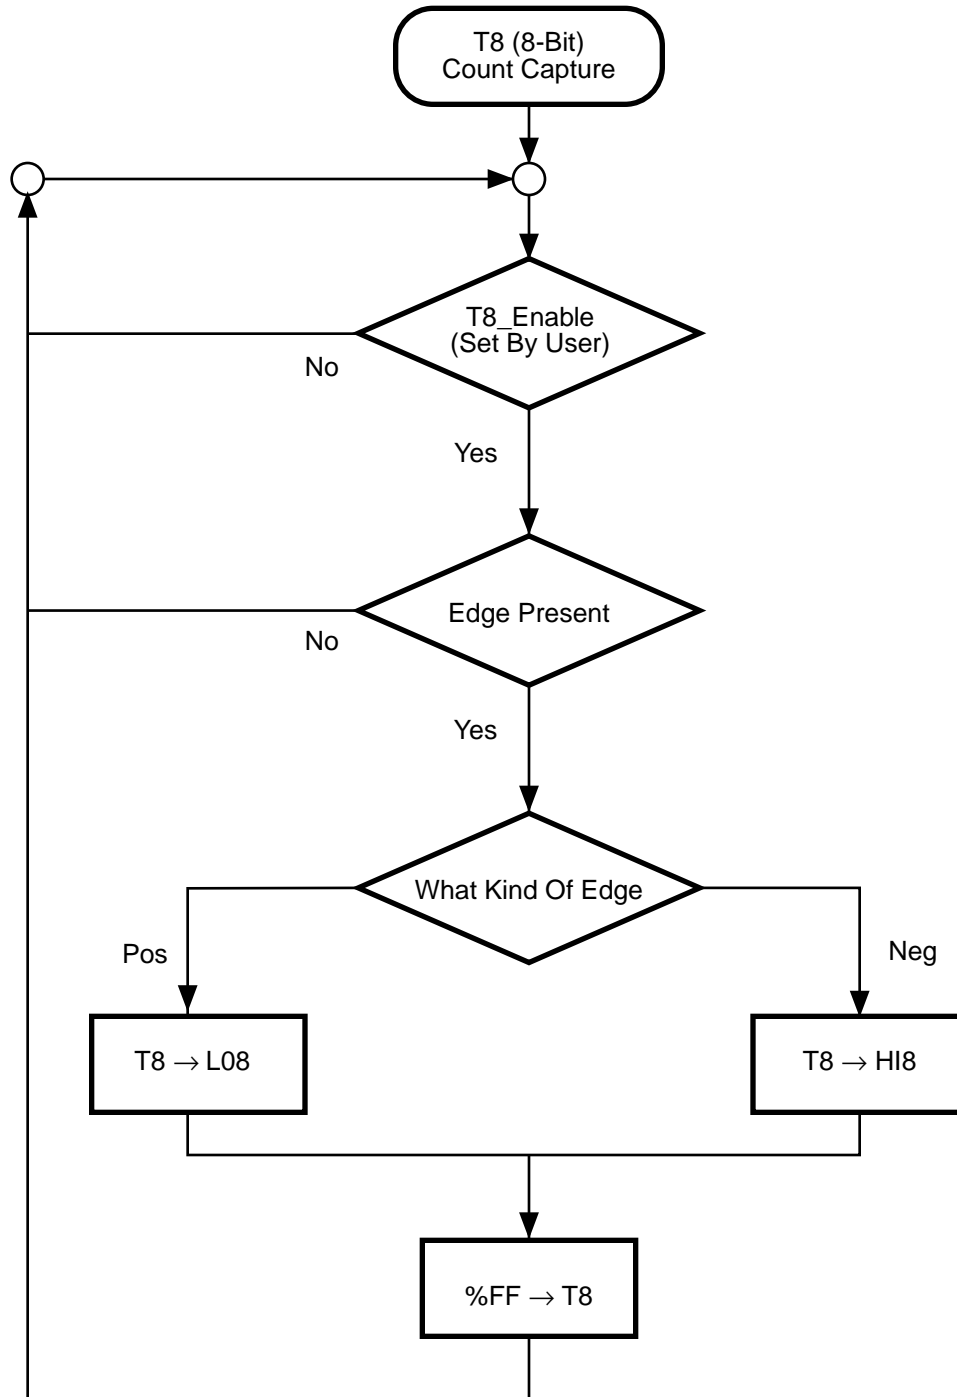 T8 (8-Bit)
Count Capture
T8_Enable
(Set By User)
No
Yes
Edge Present
No
Yes
What Kind Of Edge
Pos
Neg
T8 → L08
T8 → HI8
%FF → T8